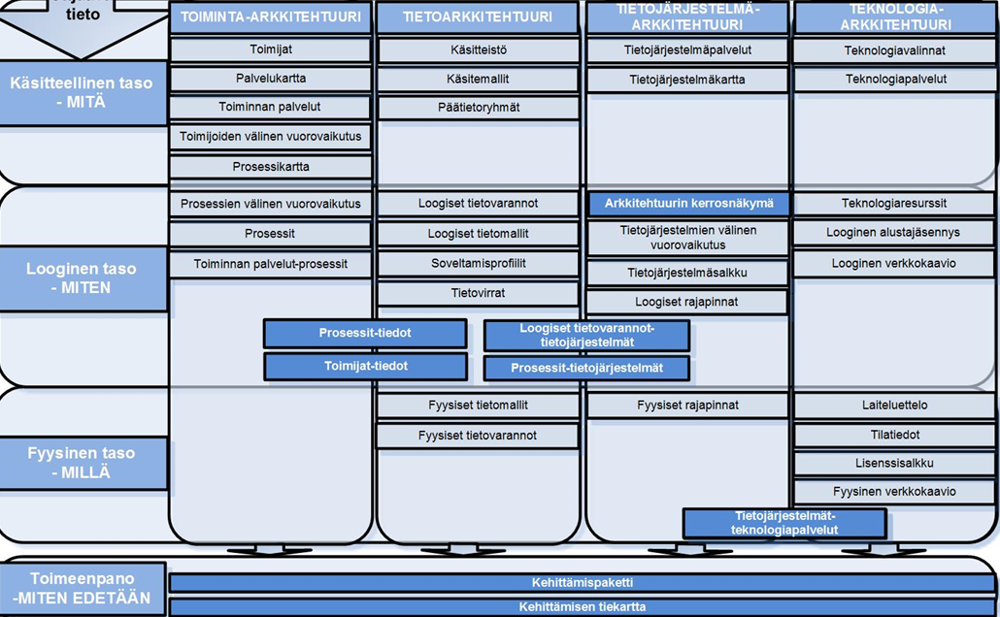 tieto
TOIMINTA-ARKKITEHTUURI
TIETOARKKITEHTUURI
TIETOJÄRJESTELMÄ-
ARKKITEHTUURI
TEKNOLOGIA-
ARKKITEHTUURI
Käsitteellinen taso
- MITÄ
Toimijat
Palvelukartta
Toiminnan palvelut
Toimijoiden välinen vuorovaikutus
Prosessikartta
Käsitteistö
Käsitemallit
Päätietoryhmät
Tietojärjestelmäpalvelut
Tietojärjestelmäkartta
Teknologiavalinnat
Teknologiapalvelut
Looginen taso
- MITEN
Prosessien välinen vuorovaikutus
Prosessit
Toiminnan palvelut-prosessit
Loogiset tietovarannot
Loogiset tietomallit
Soveltamisprofiilit
Tietovirrat
Arkkitehtuurin kerrosnäkymä
Tietojärjestelmien välinen
vuorovaikutus
Tietojärjestelmäsalkku
Loogiset rajapinnat
Teknologiaresurssit
Looginen alustajäsennys
Looginen verkkokaavio
Prosessit-tiedot
Toimijat-tiedot
Loogiset tietovarannot-
tietojärjestelmät
Prosessit-tietojärjestelmät
Fyysinen taso
- MILLÄ
Fyysiset tietomallit
Fyysiset tietovarannot
Fyysiset rajapinnat
Laiteluettelo
Tilatiedot
Lisenssisalkku
Fyysinen verkkokaavio
Tietojärjestelmät-
teknologiapalvelut
Toimeenpano
-MITEN EDETÄÄN
Kehittämispaketti
Kehittämisen tiekartta